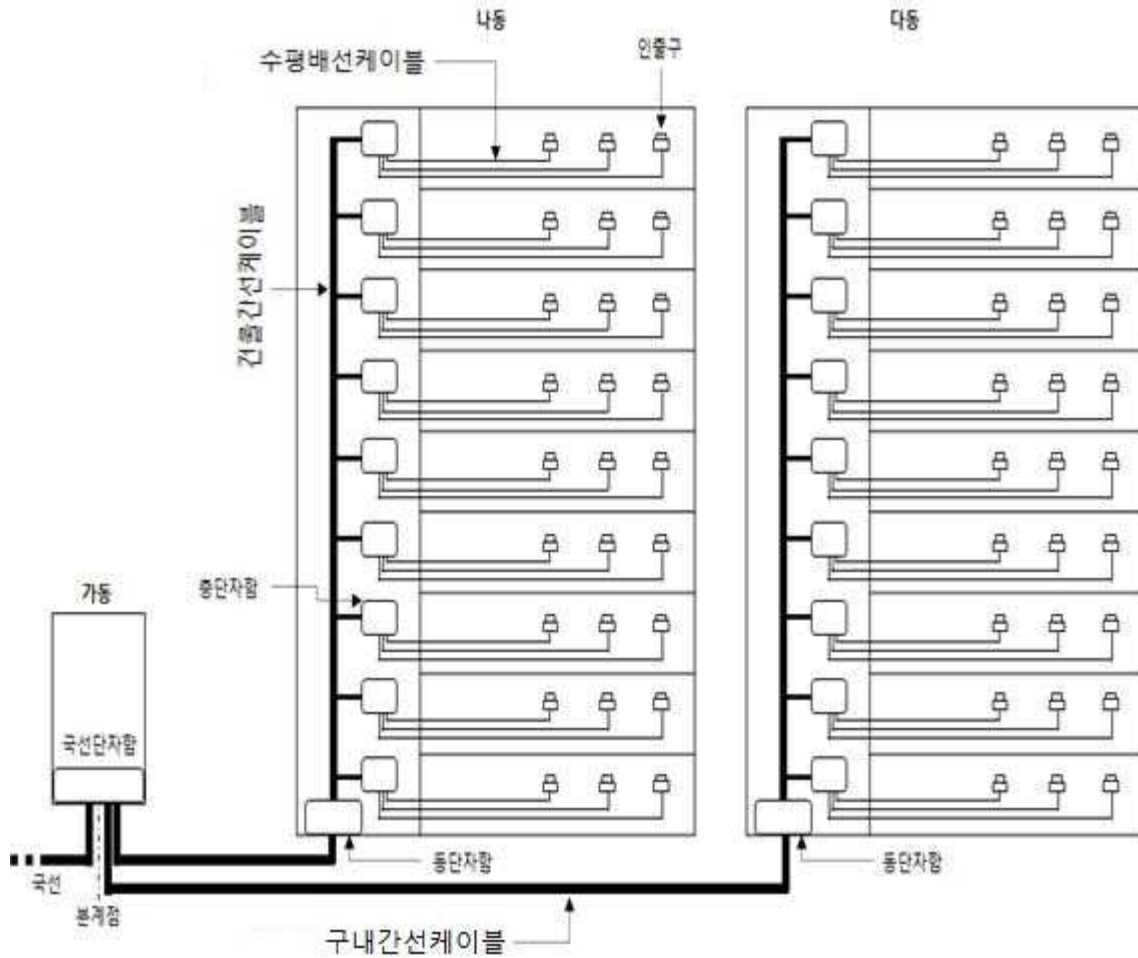 나동
다동
인출구
수평배선케이블
건물간선케이블
중단자함
가동
국선단자함
국선
분계점
동단자함
동단자함
구내간선케이블